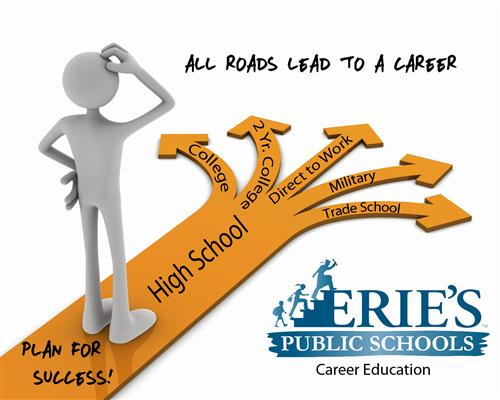 ALL ROADS LEAD TO A CAREER
College
2 Yr. College
Direct to Work
Military
Trade School
High School
ERIE'S
PUBLIC SCHOOLS
Career Education
PLAN FOR
SUCCESS!